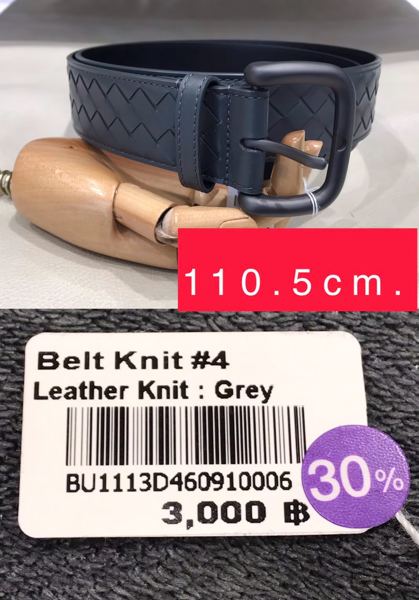 110.5cm.
Belt Knit #4
Leather Knit : Grey
BU1113D460910006
3,000 ฿
30%